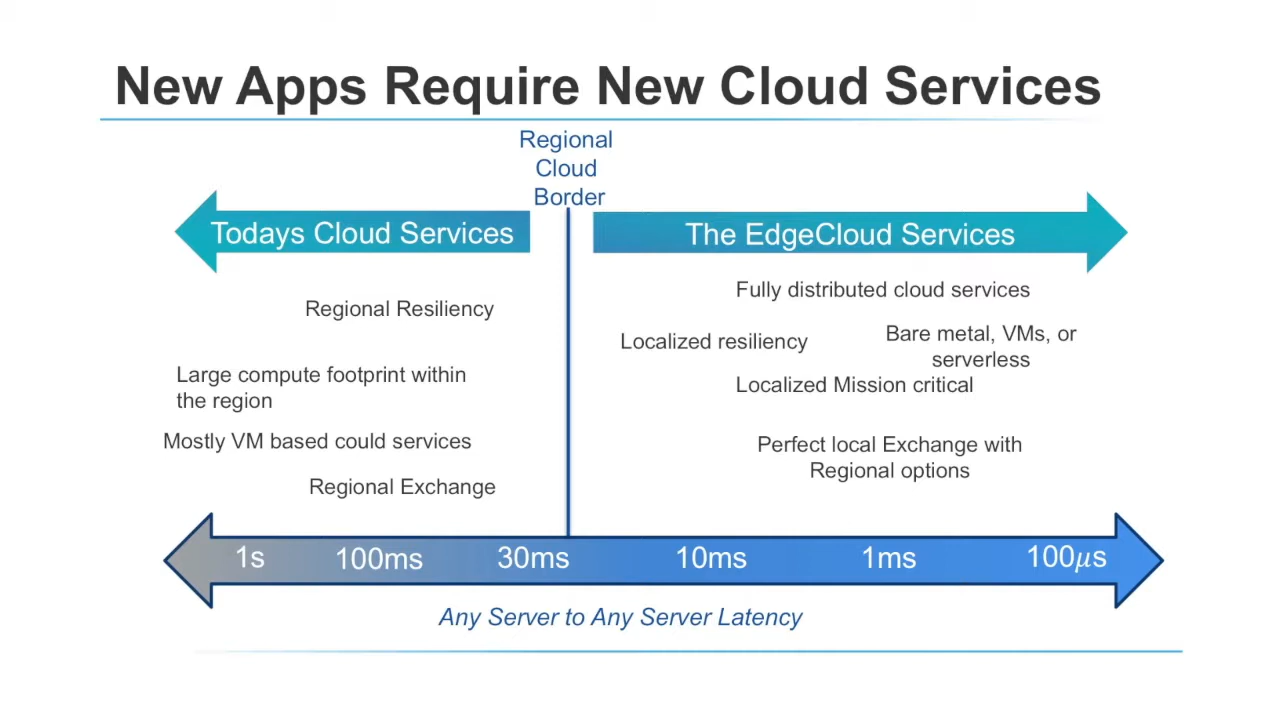 New Apps Require New Cloud Services
Regional
Cloud
Border
Todays Cloud Services
The EdgeCloud Services
Regional Resiliency
Large compute footprint within
the region
Mostly VM based could services
Regional Exchange
Fully distributed cloud services
Localized resiliency
Bare metal, VMs, or
serverless
Localized Mission critical
Perfect local Exchange with
Regional options
1s 100ms 30ms 10ms 1ms 100μs
Any Server to Any Server Latency